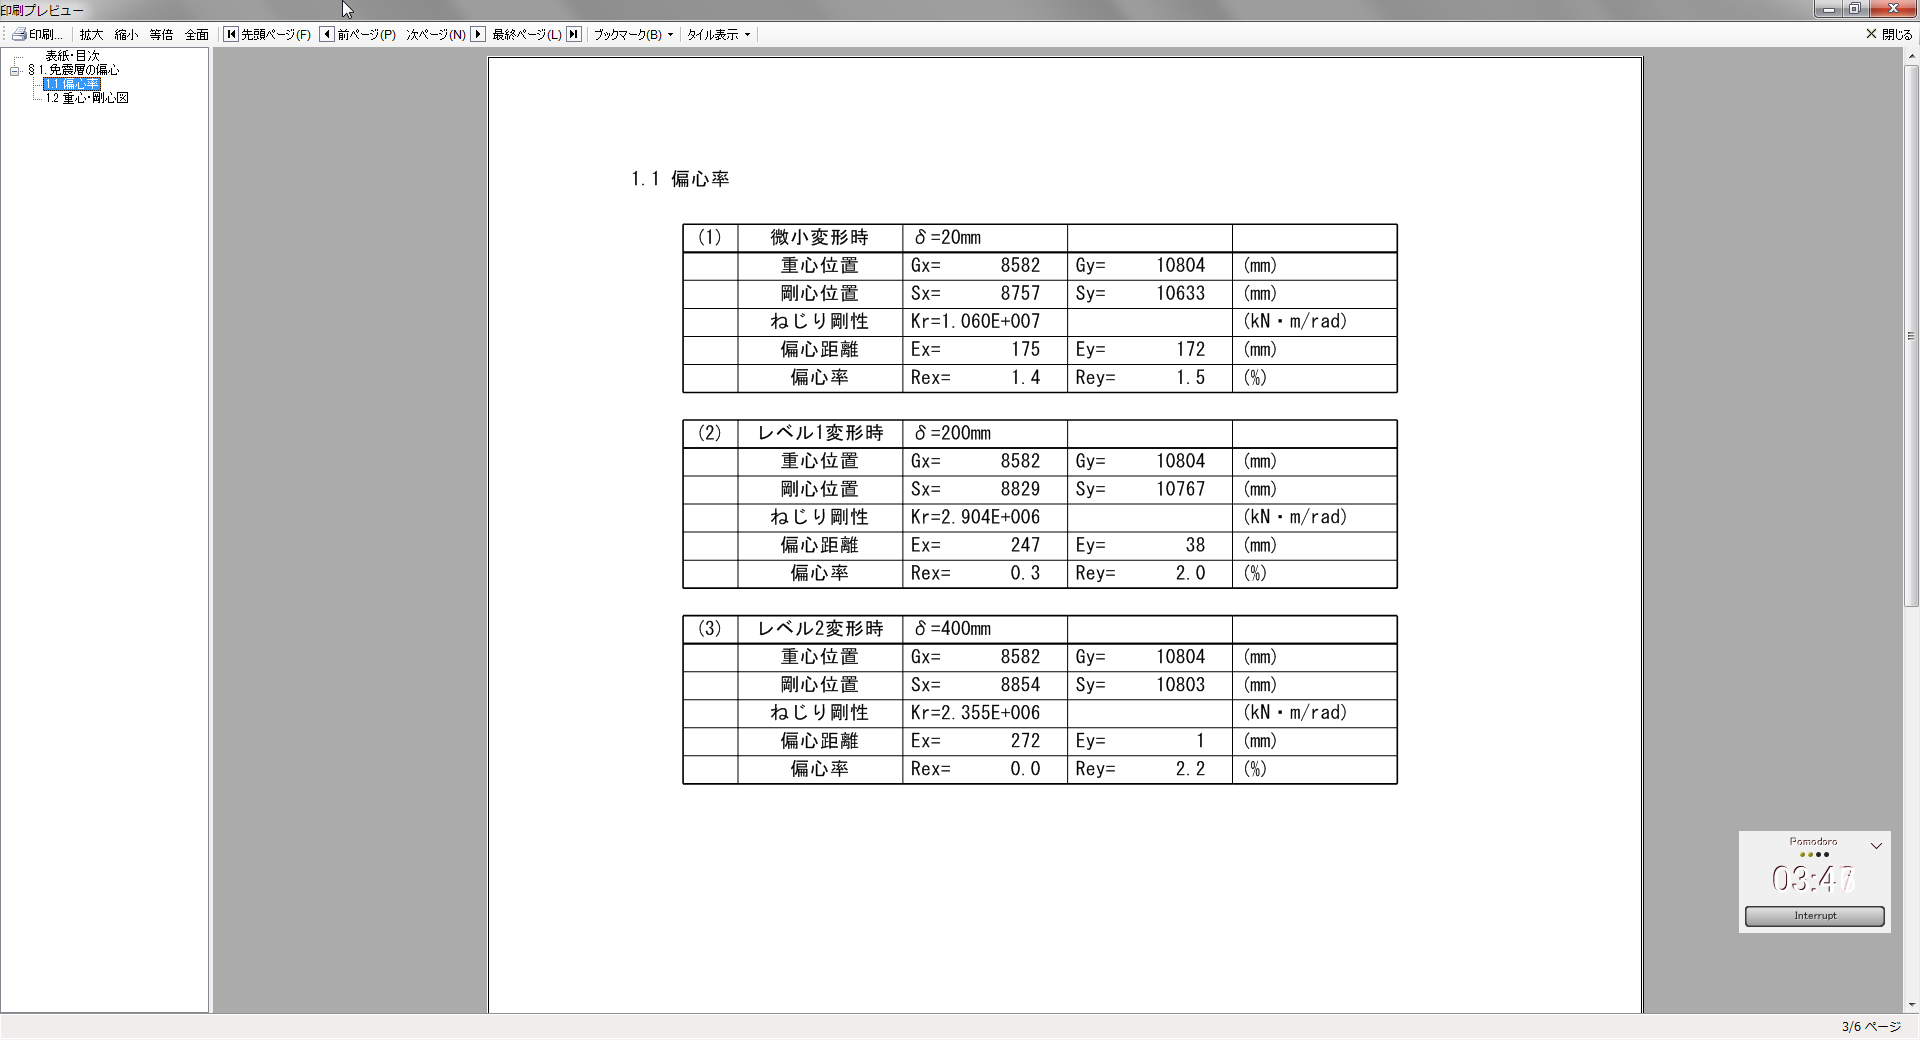 印刷プレビュー
印刷... 拡大 縮小 等倍 全面 先頭ページ(F) 前ページ(P) 次ページ(N) 最終ページ(L) ブックマーク(B) タイル表示 閉じる
表紙・目次
§1. 免震層の偏心
1.1 偏心率
1.2 重心・剛心図
1.1 偏心率
(1) 微小変形時 δ=20mm
重心位置 Gx= 8582 Gy= 10804 (mm)
剛心位置 Sx= 8757 Sy= 10633 (mm)
ねじり剛性 Kr=1.060E+007 (kN・m/rad)
偏心距離 Ex= 175 Ey= 172 (mm)
偏心率 Rex= 1.4 Rey= 1.5 (%)
(2) レベル1変形時 δ=200mm
重心位置 Gx= 8582 Gy= 10804 (mm)
剛心位置 Sx= 8829 Sy= 10767 (mm)
ねじり剛性 Kr=2.904E+006 (kN・m/rad)
偏心距離 Ex= 247 Ey= 38 (mm)
偏心率 Rex= 0.3 Rey= 2.0 (%)
(3) レベル2変形時 δ=400mm
重心位置 Gx= 8582 Gy= 10804 (mm)
剛心位置 Sx= 8854 Sy= 10803 (mm)
ねじり剛性 Kr=2.355E+006 (kN・m/rad)
偏心距離 Ex= 272 Ey= 1 (mm)
偏心率 Rex= 0.0 Rey= 2.2 (%)
Pomodoro
Interrupt
3/6 ページ